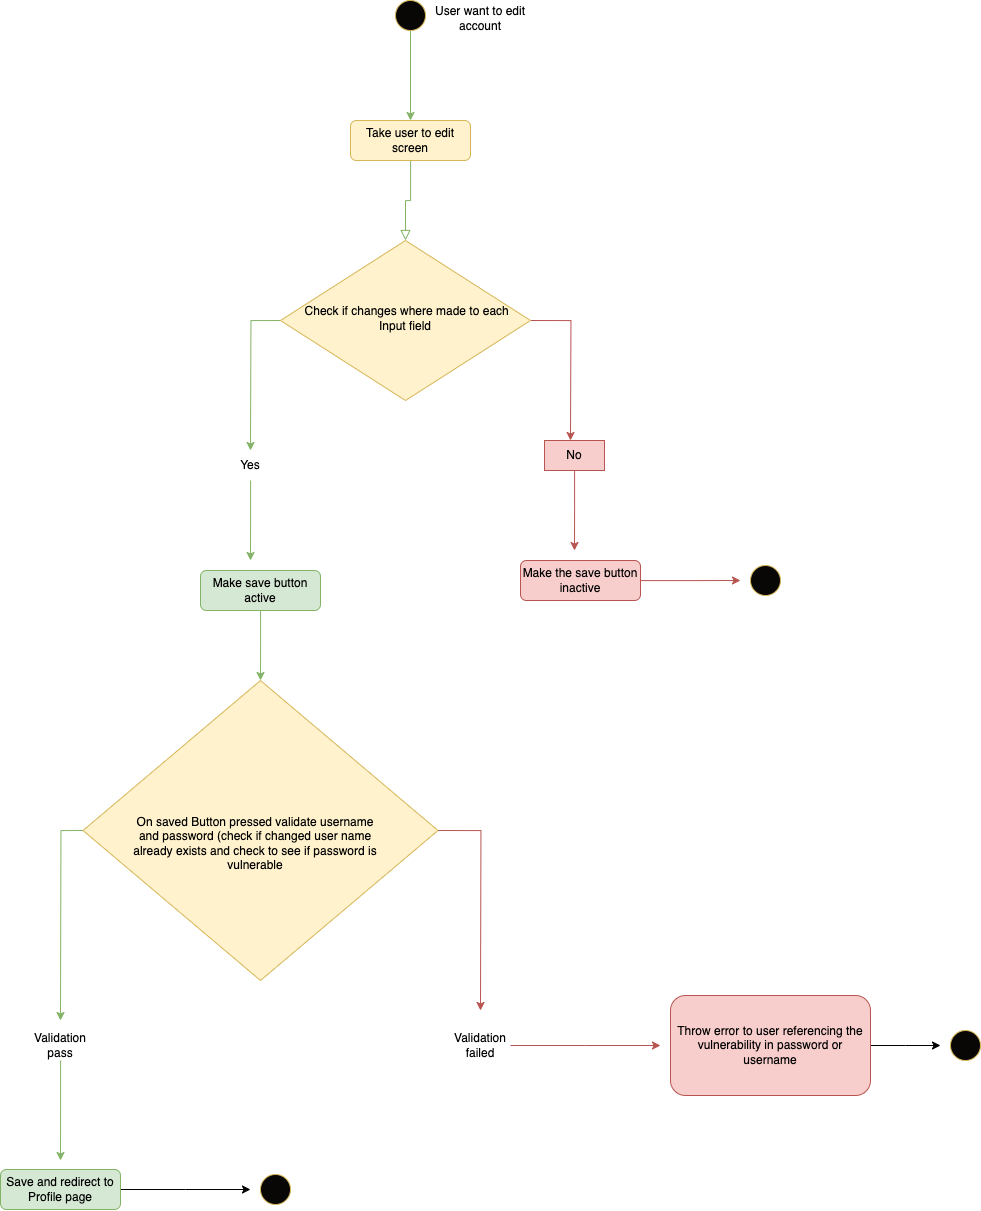 User want to edit
account
Take user to edit
screen
Check if changes where made to each
Input field
Yes
No
Make save button
active
Make the save button
inactive
On saved Button pressed validate username
and password (check if changed user name
already exists and check to see if password is
vulnerable
Validation
pass
Validation
failed
Throw error to user referencing the
vulnerability in password or
username
Save and redirect to
Profile page